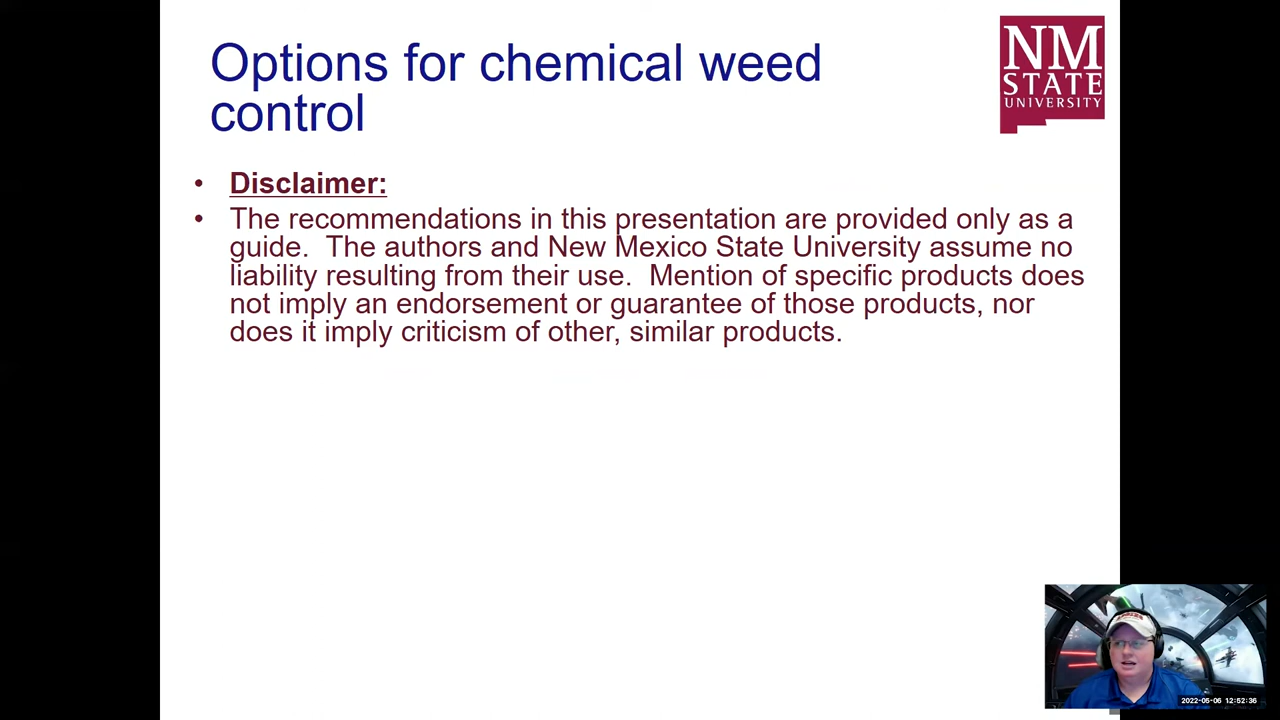 Options for chemical weed
control
NM
STATE
UNIVERSITY
• Disclaimer:
• The recommendations in this presentation are provided only as a
guide.  The authors and New Mexico State University assume no
liability resulting from their use.  Mention of specific products does
not imply an endorsement or guarantee of those products, nor
does it imply criticism of other, similar products.
2022-05-06 12:52:36